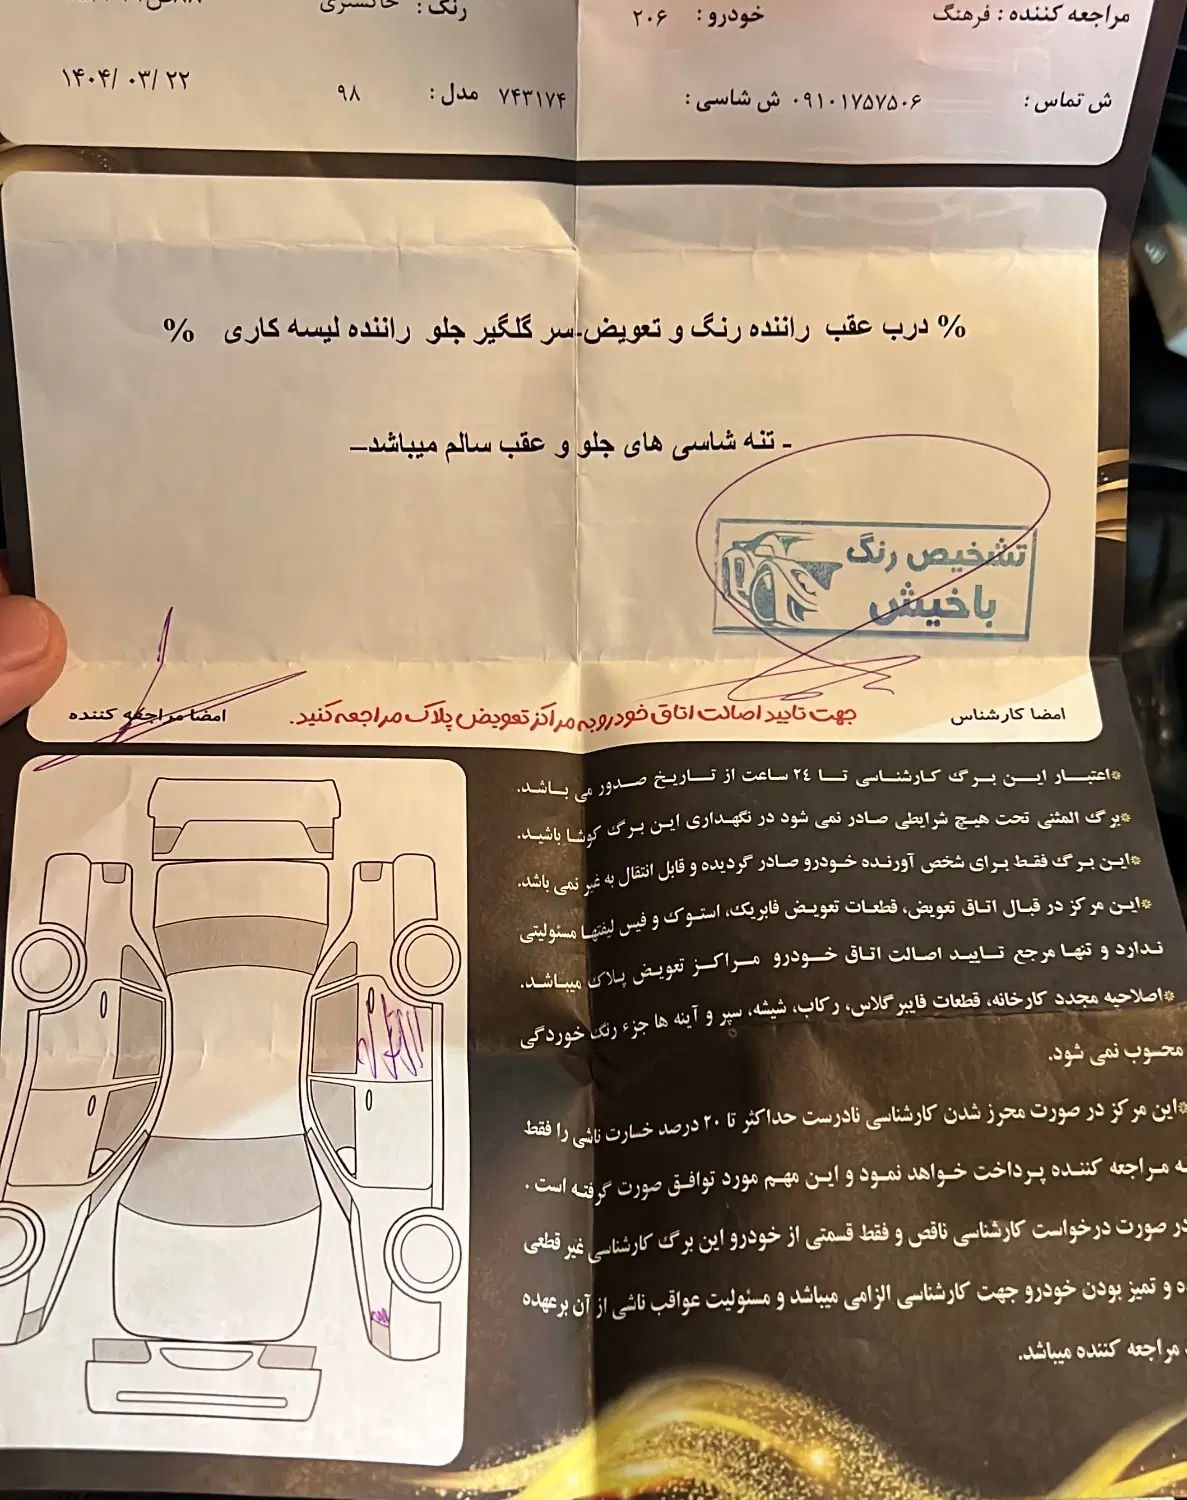 مراجعه کننده : فرهنگ خودرو : ۲۰۶ رنگ : خاکستری
ش تماس : ۰۹۱۰۱۷۵۷۵۰۶ ش شاسی : ۷۴۳۱۷۴ مدل : ۹۸ ۱۴۰۴/ ۰۳/ ۲۲
% درب عقب راننده رنگ و تعویض-سر گلگیر جلو راننده لیسه کاری %
- تنه شاسی های جلو و عقب سالم میباشد–
تشخیص رنگ
باخیش
امضا کارشناس جهت تایید اصالت اتاق خودرو به مراکز تعویض پلاک مراجعه کنید. امضا مراجعه کننده
*اعتبار این برگ کارشناسی تا ۲٤ ساعت از تاریخ صدور می باشد.
*برگ المثنی تحت هیچ شرایطی صادر نمی شود در نگهداری این برگ کوشا باشید.
*این برگ فقط برای شخص آورنده خودرو صادر گردیده و قابل انتقال به غیر نمی باشد.
*این مرکز در قبال اتاق تعویض، قطعات تعویض فابریک، استوک و فیس لیفتها مسئولیتی
ندارد و تنها مرجع تایید اصالت اتاق خودرو مراکز تعویض پلاک میباشد.
*اصلاحیه مجدد کارخانه، قطعات فایبرگلاس، رکاب، شیشه، سپر و آینه ها جزء رنگ خوردگی
محسوب نمی شود.
*این مرکز در صورت محرز شدن کارشناسی نادرست حداکثر تا ۲۰ درصد خسارت ناشی را فقط
مراجعه کننده پرداخت خواهد نمود و این مهم مورد توافق صورت گرفته است .
در صورت درخواست کارشناسی ناقص و فقط قسمتی از خودرو این برگ کارشناسی غیر قطعی
و تمیز بودن خودرو جهت کارشناسی الزامی میباشد و مسئولیت عواقب ناشی از آن برعهده
مراجعه کننده میباشد.